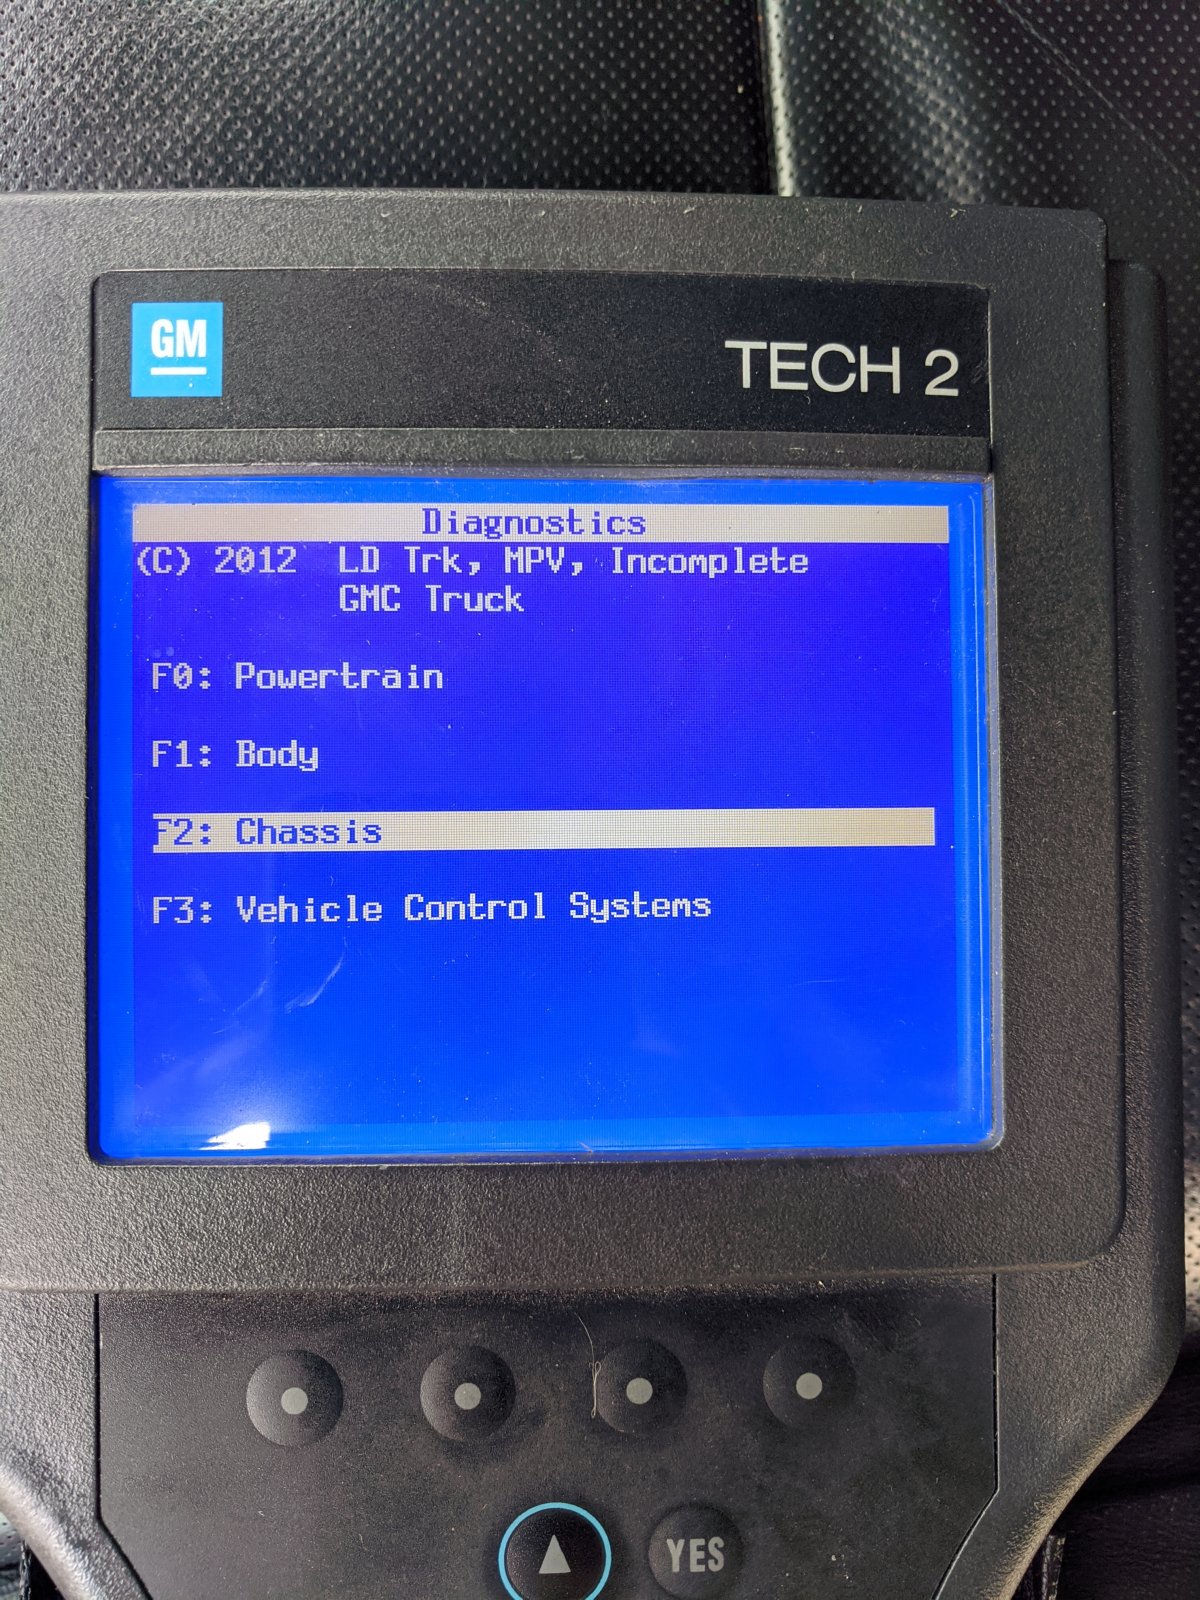 GM
TECH 2
Diagnostics
(C) 2012 LD Trk, MPV, Incomplete
GMC Truck
F0: Powertrain
F1: Body
F2: Chassis
F3: Vehicle Control Systems
YES